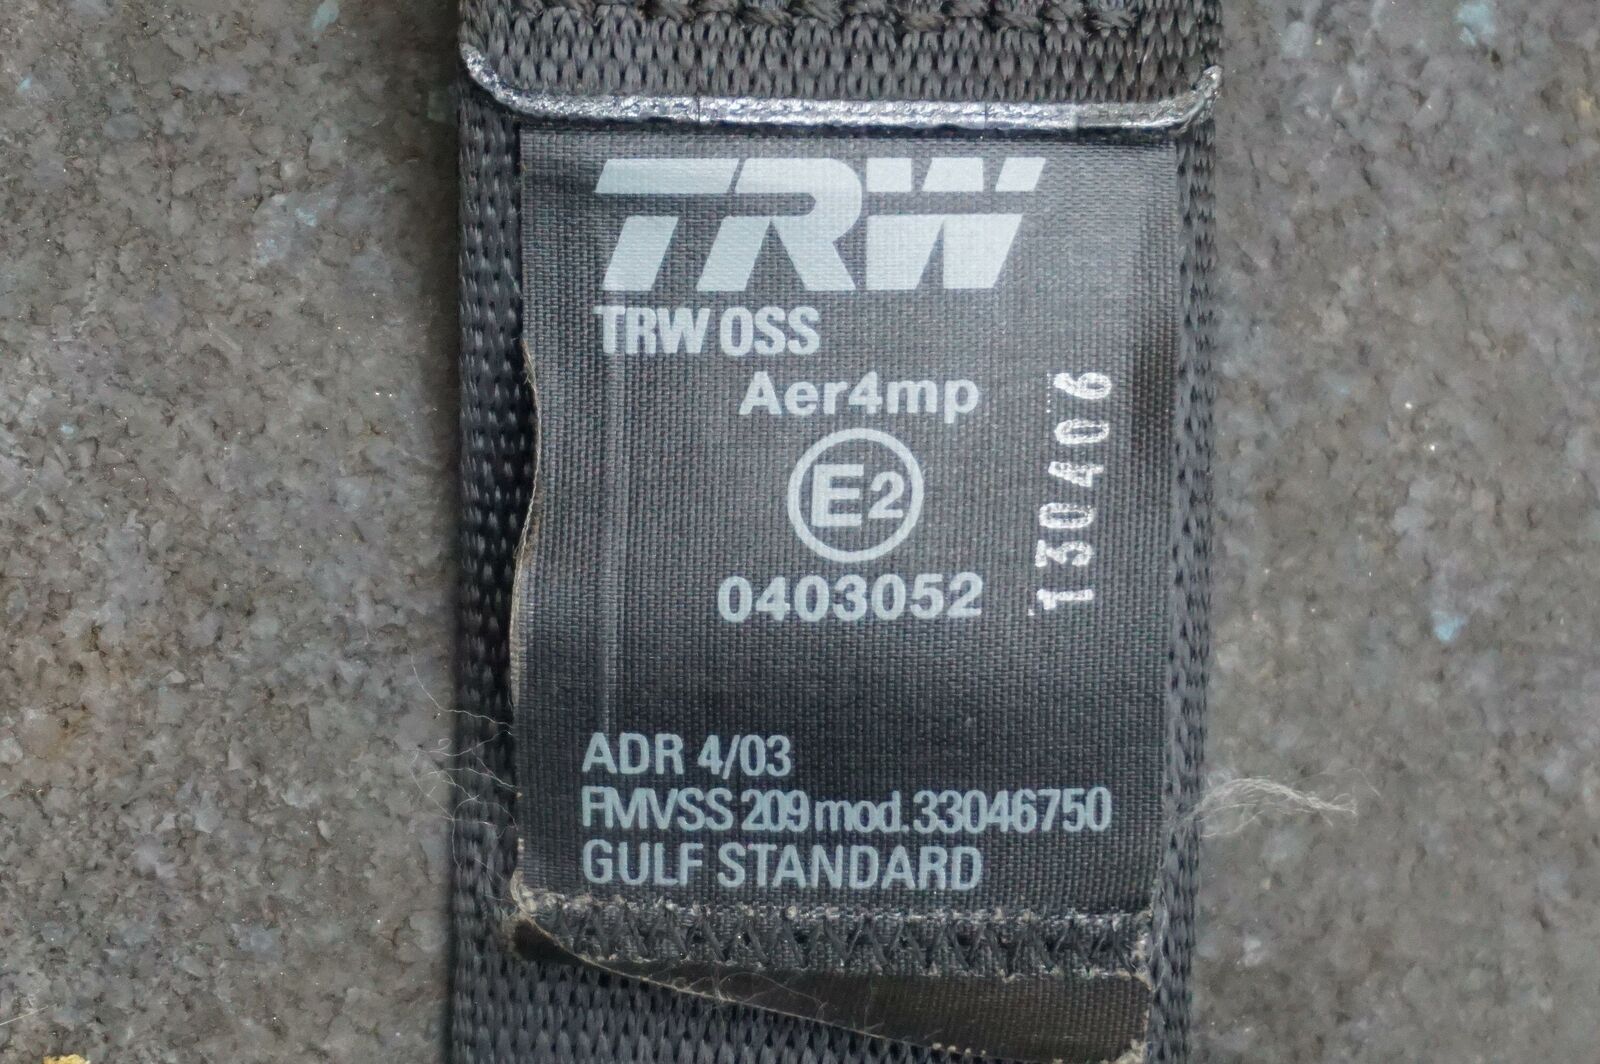 TRW
TRW OSS
Aer4mp
E2
0403052
130406
ADR 4/03
FMVSS 209 mod.33046750
GULF STANDARD